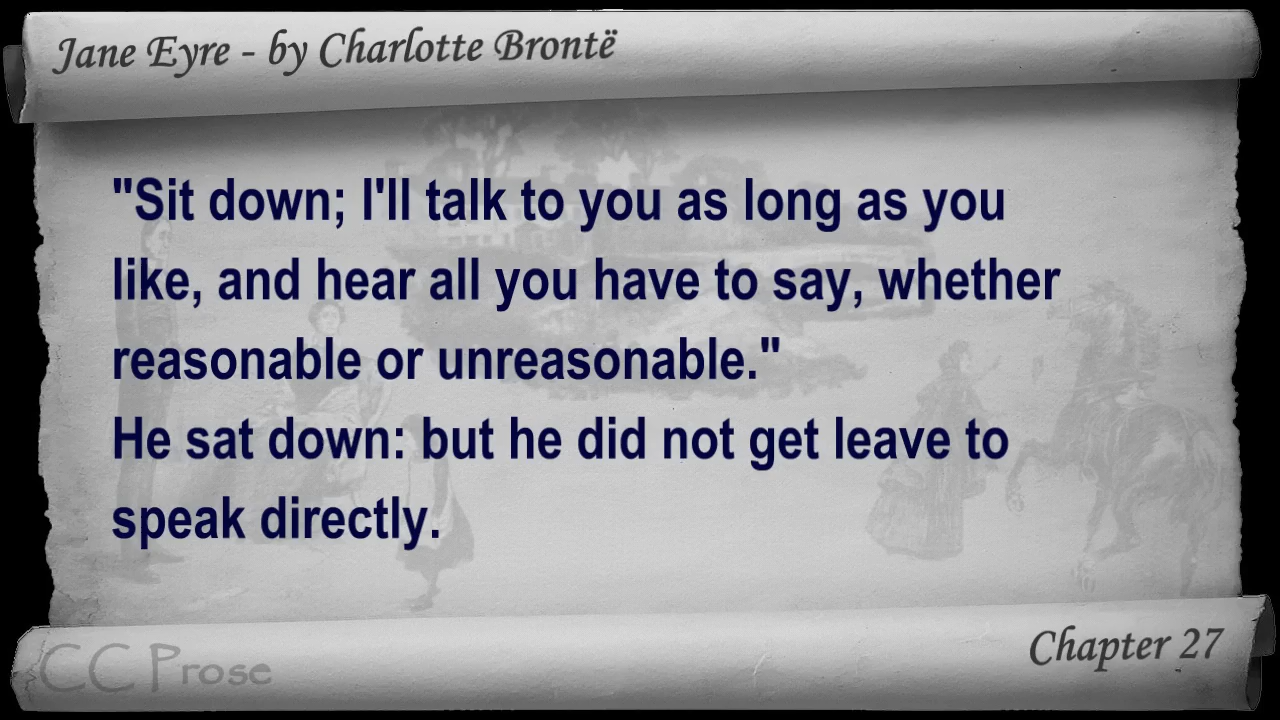 Jane Eyre - by Charlotte Brontë
"Sit down; I'll talk to you as long as you
like, and hear all you have to say, whether
reasonable or unreasonable."
He sat down: but he did not get leave to
speak directly.
CC Prose
Chapter 27